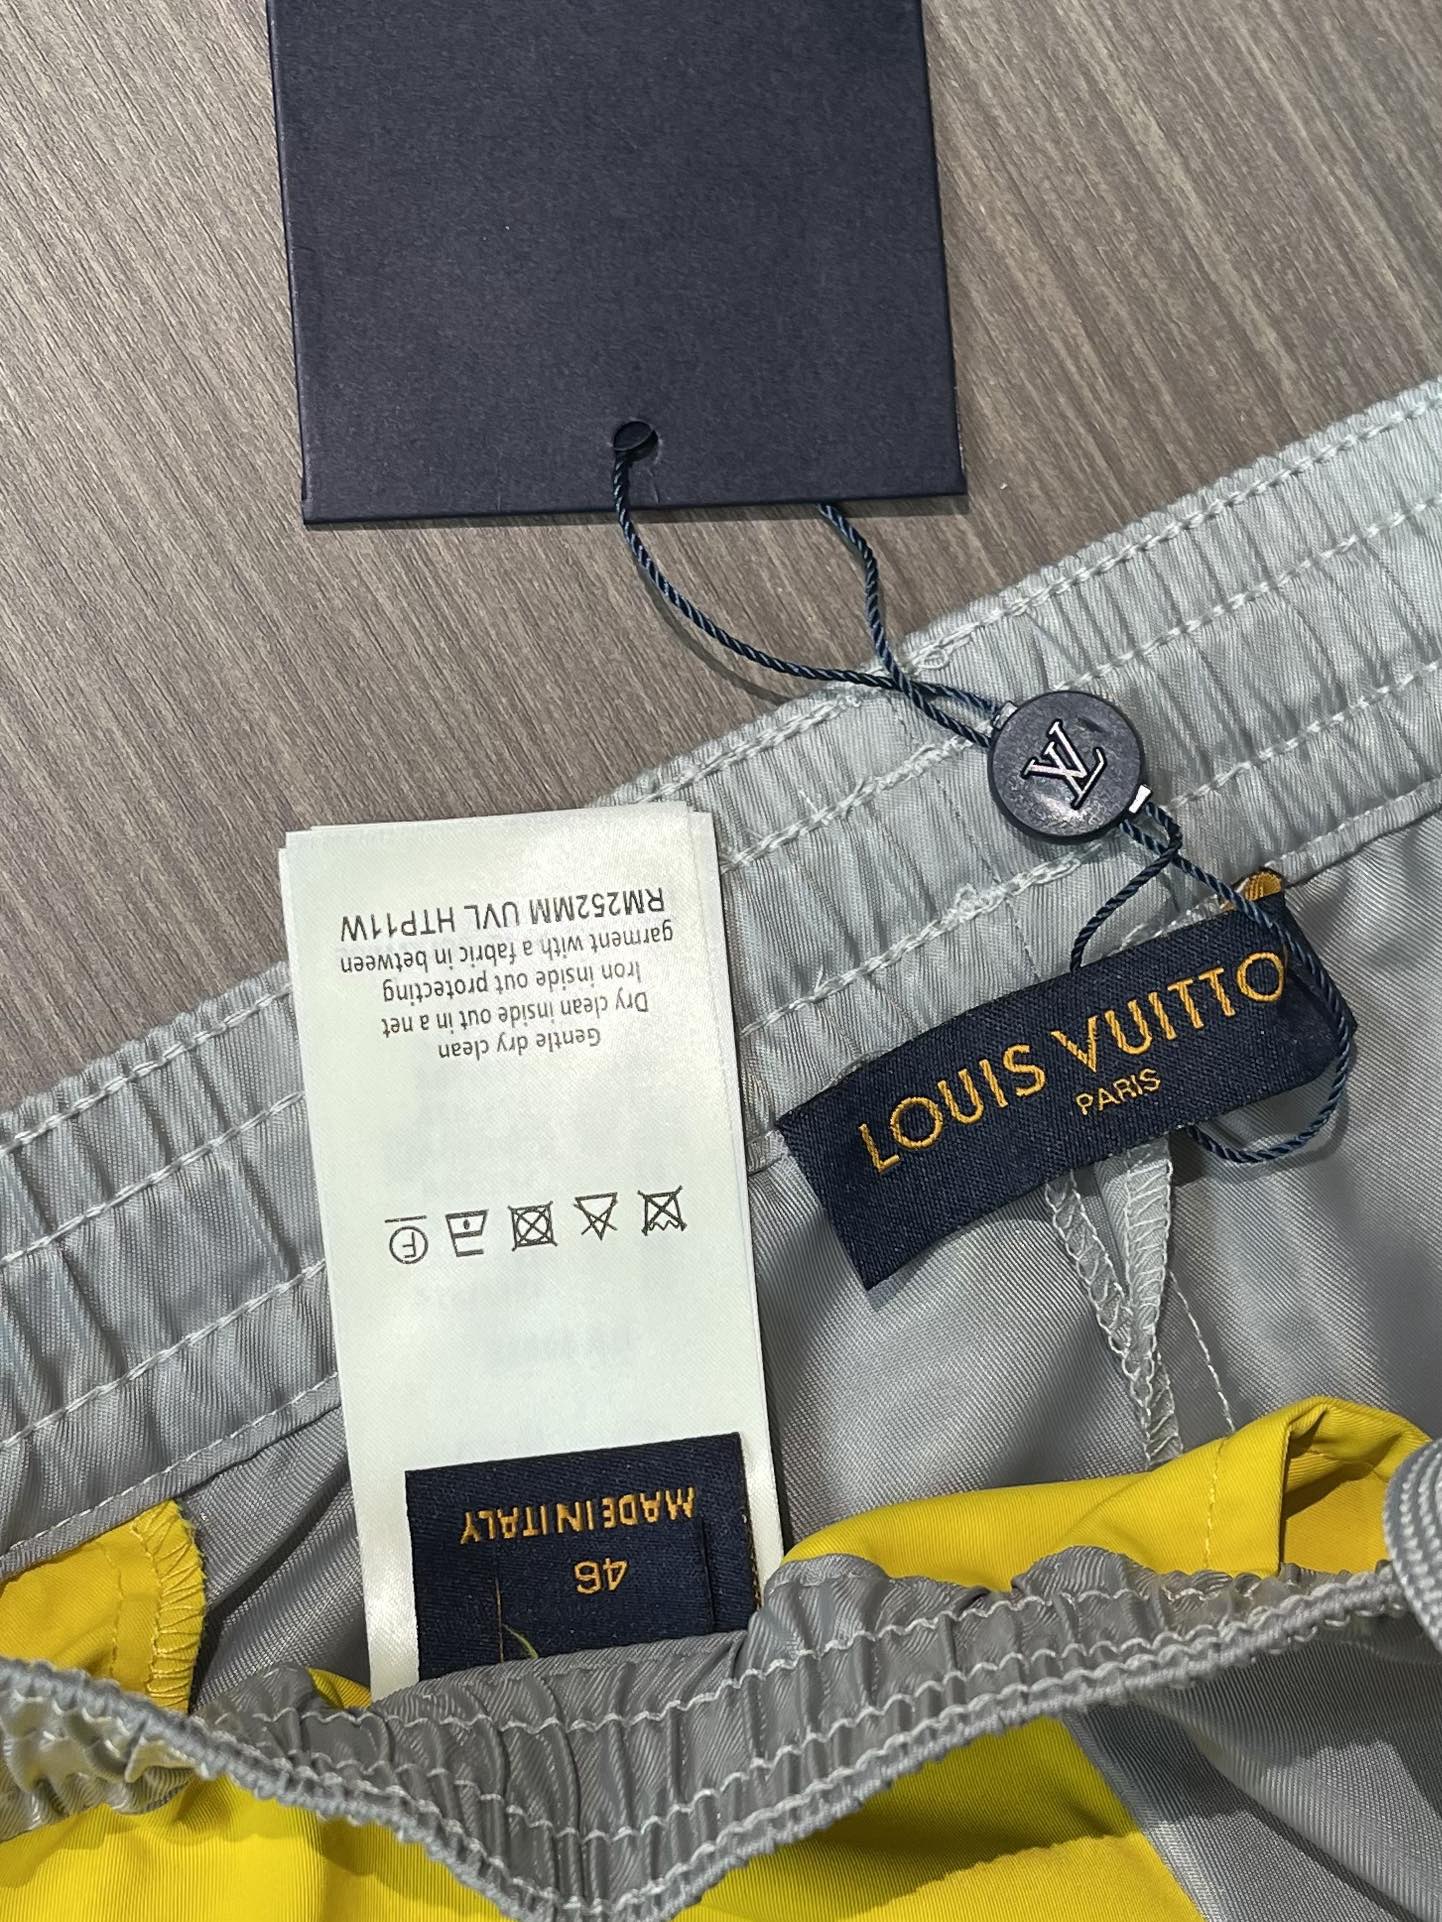 LV
LOUIS VUITTO
PARIS
Gentle dry clean
Dry clean inside out in a net
Iron inside out protecting
garment with a fabric in between
RM252MM UVL HTP11W
F
46
MADE IN ITALY